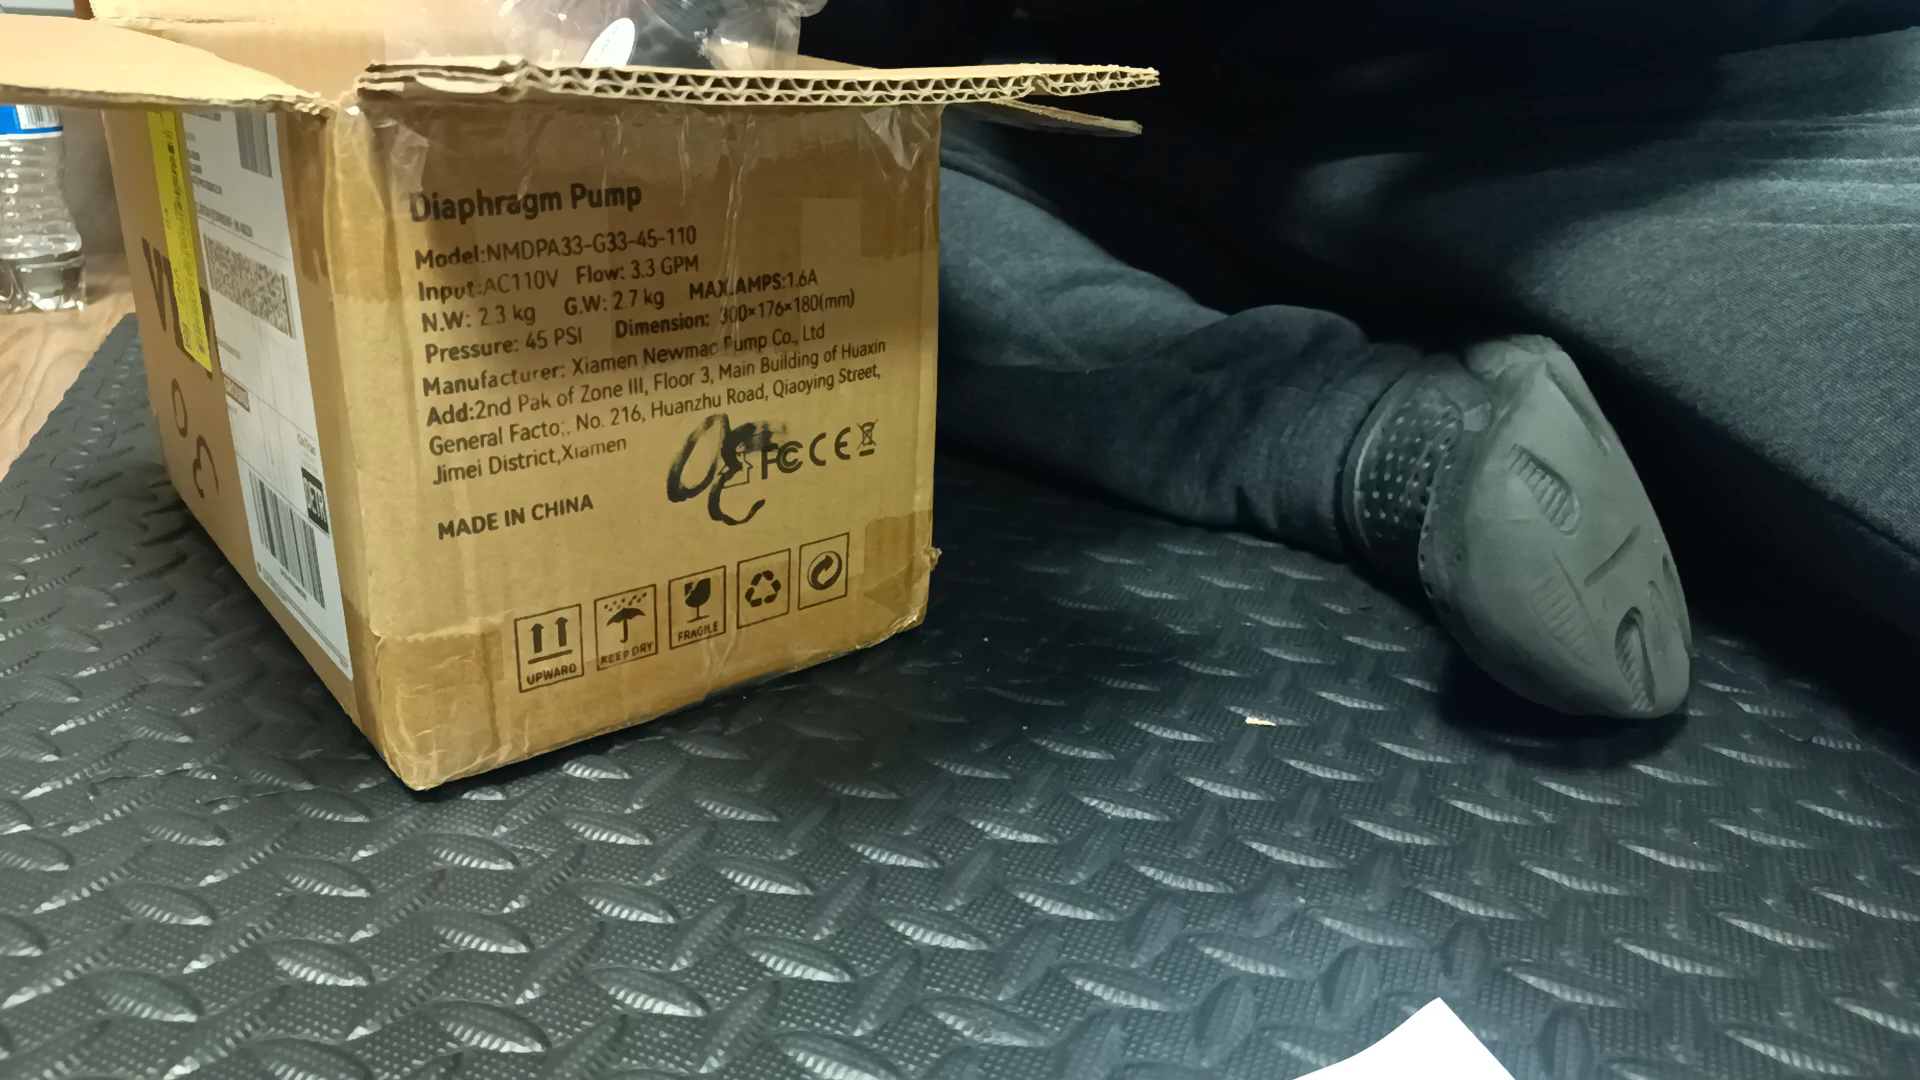 Diaphragm Pump
Model:NMDPA33-G33-45-110
Input:AC110V Flow: 3.3 GPM
N.W: 2.3 kg G.W: 2.7 kg MAX.AMPS:1.6A
Pressure: 45 PSI Dimension: 300×176×180(mm)
Manufacturer: Xiamen Newmao Pump Co., Ltd
Add:2nd Pak of Zone III, Floor 3, Main Building of Huaxin
General Facto;, No. 216, Huanzhu Road, Qiaoying Street,
Jimei District,Xiamen
FC CE
MADE IN CHINA
UPWARD KEEP DRY FRAGILE